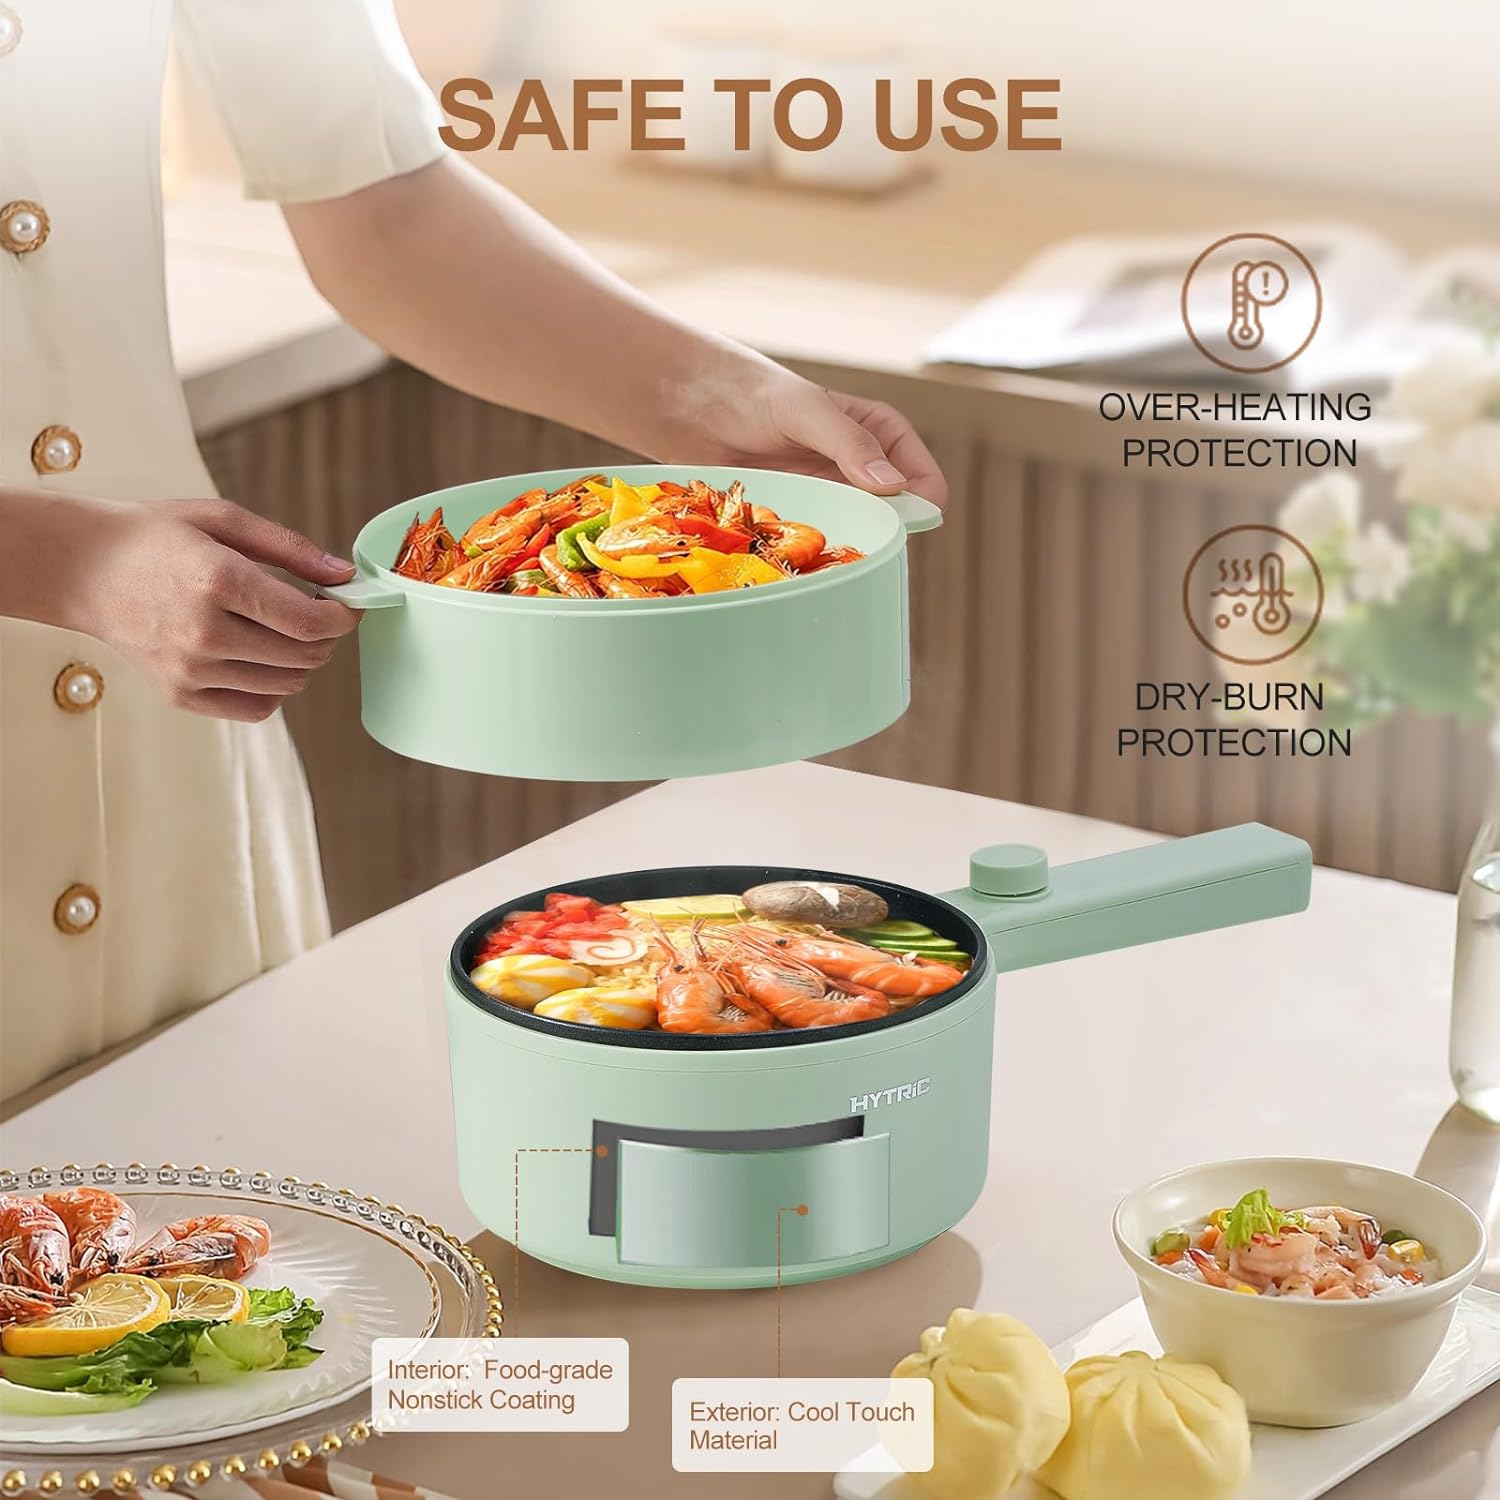 SAFE TO USE
OVER-HEATING
PROTECTION
DRY-BURN
PROTECTION
HYTRiC
Interior: Food-grade
Nonstick Coating
Exterior: Cool Touch
Material